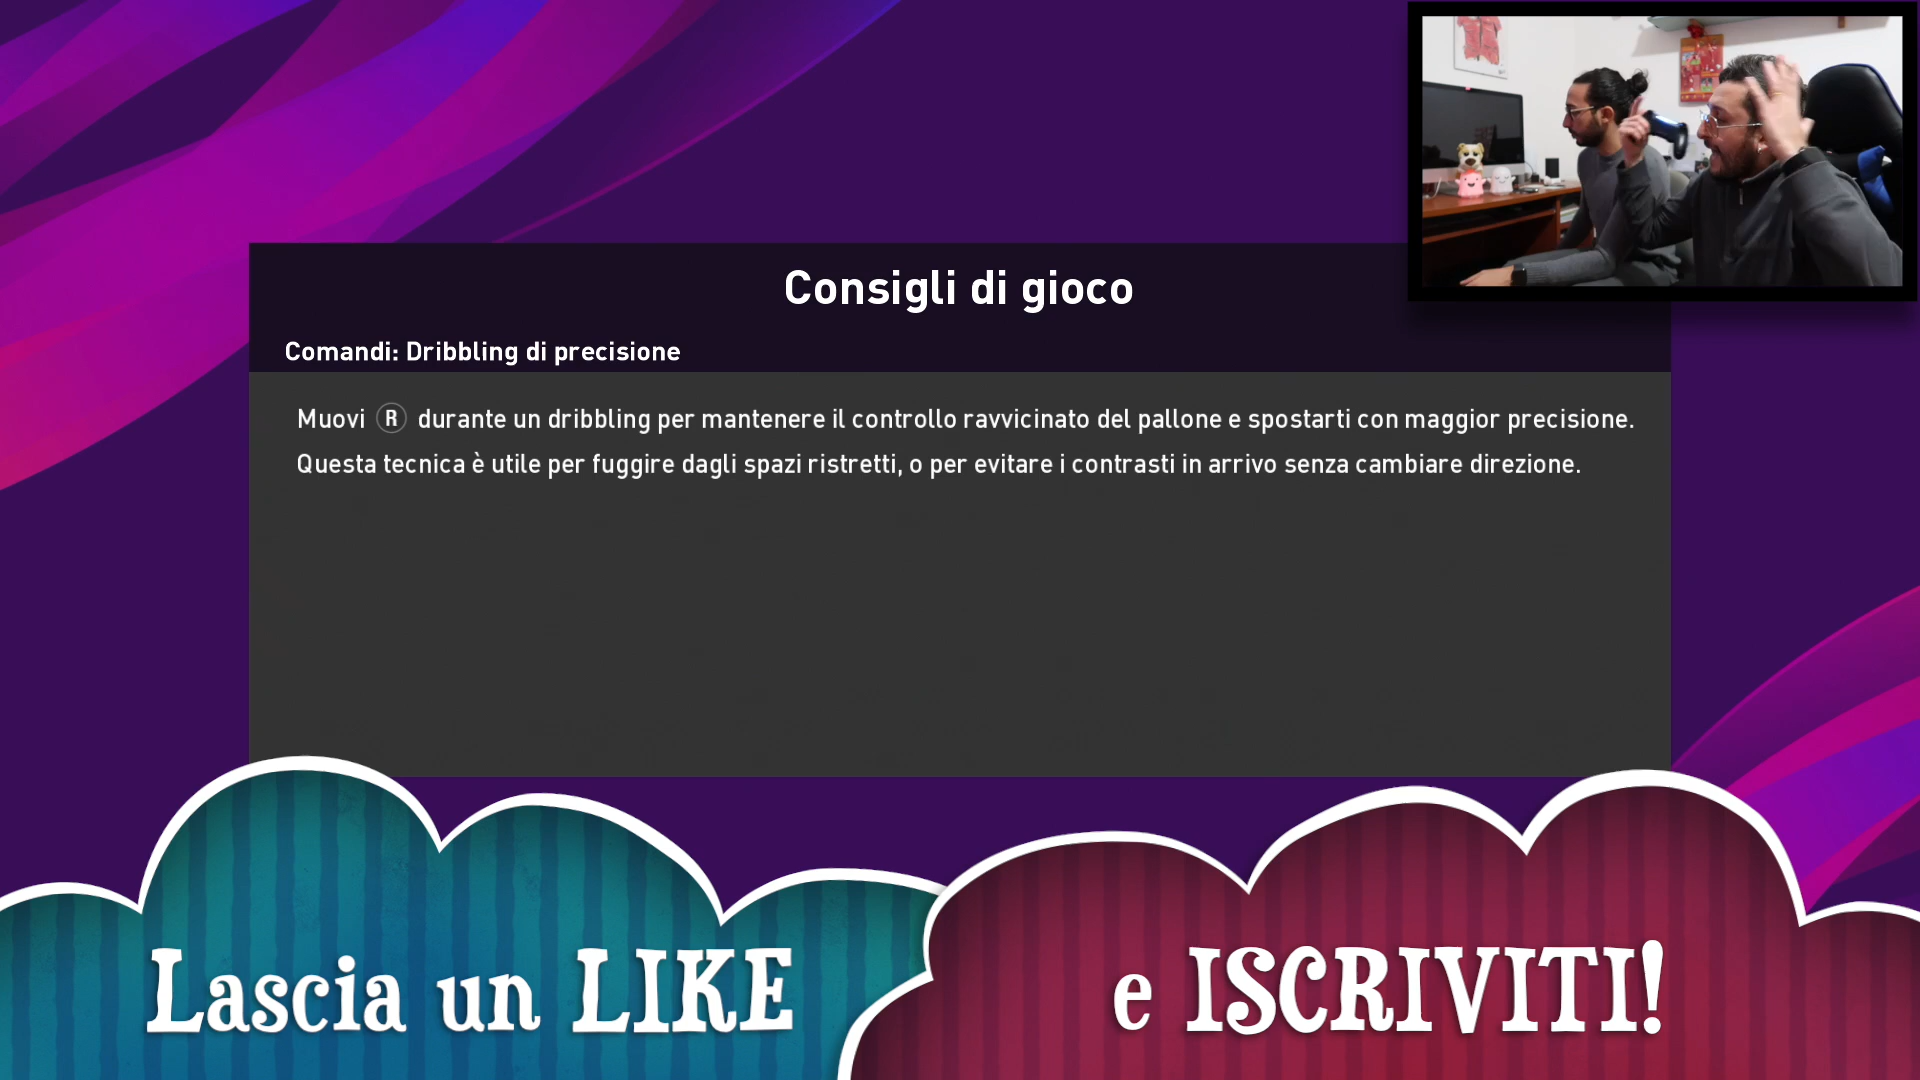 Consigli di gioco
Comandi: Dribbling di precisione
Muovi R durante un dribbling per mantenere il controllo ravvicinato del pallone e spostarti con maggior precisione.
Questa tecnica è utile per fuggire dagli spazi ristretti, o per evitare i contrasti in arrivo senza cambiare direzione.
Lascia un LIKE
e ISCRIVITI!